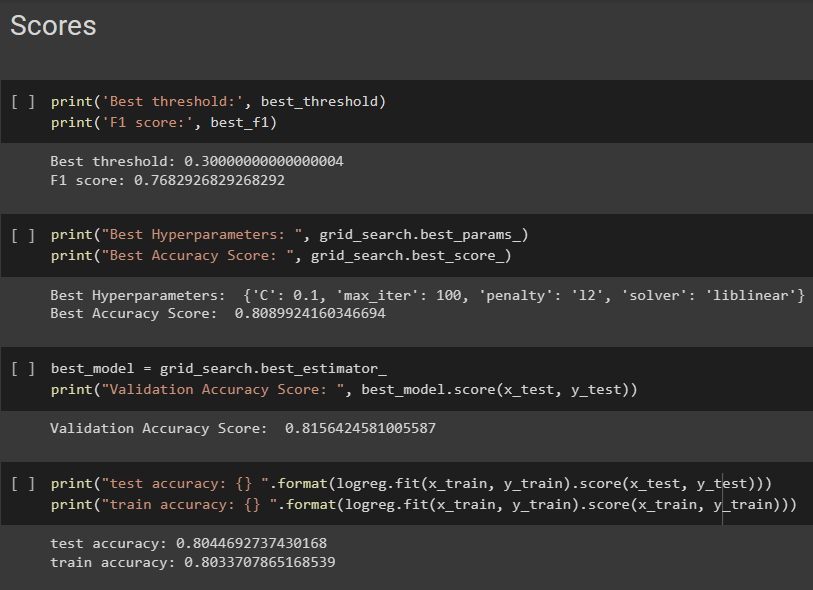 Scores
[ ] print('Best threshold:', best_threshold)
print('F1 score:', best_f1)
Best threshold: 0.30000000000000004
F1 score: 0.7682926829268292
[ ] print("Best Hyperparameters: ", grid_search.best_params_)
print("Best Accuracy Score: ", grid_search.best_score_)
Best Hyperparameters:  {'C': 0.1, 'max_iter': 100, 'penalty': 'l2', 'solver': 'liblinear'}
Best Accuracy Score:  0.8089924160346694
[ ] best_model = grid_search.best_estimator_
print("Validation Accuracy Score: ", best_model.score(x_test, y_test))
Validation Accuracy Score:  0.8156424581005587
[ ] print("test accuracy: {} ".format(logreg.fit(x_train, y_train).score(x_test, y_test)))
print("train accuracy: {} ".format(logreg.fit(x_train, y_train).score(x_train, y_train)))
test accuracy: 0.8044692737430168
train accuracy: 0.8033707865168539